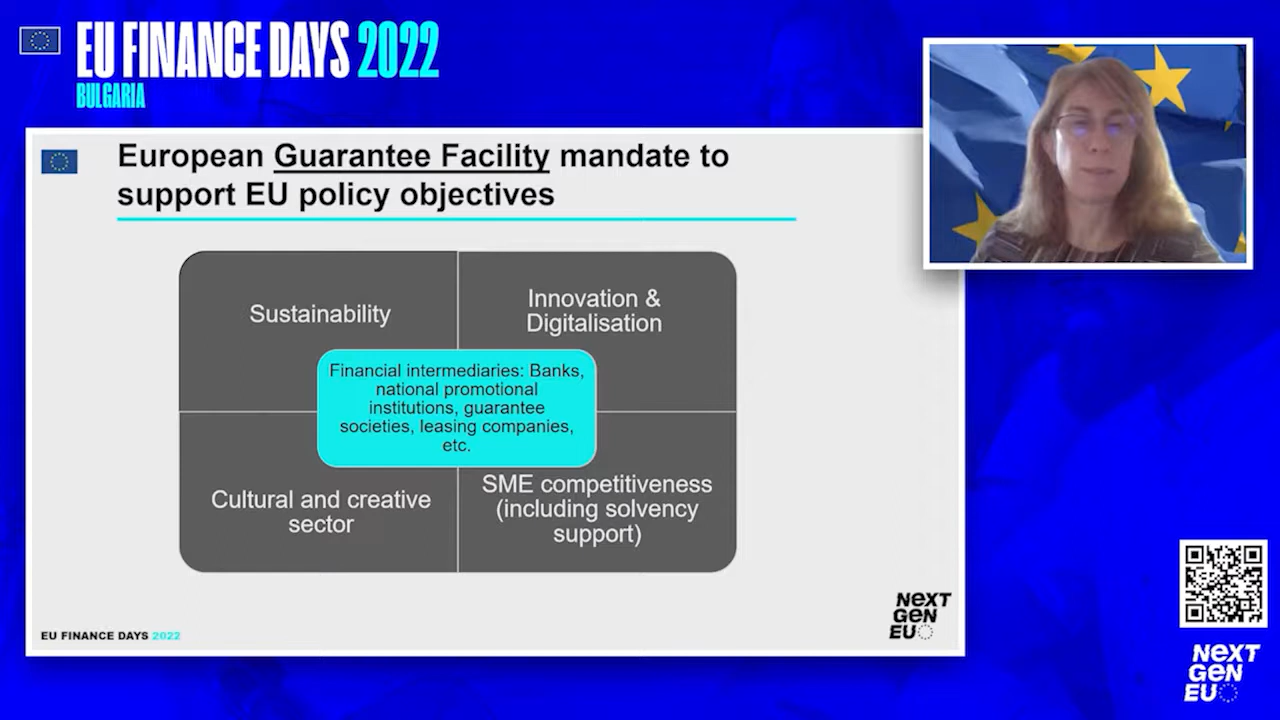 EU FINANCE DAYS 2022
BULGARIA
European Guarantee Facility mandate to
support EU policy objectives
Sustainability
Innovation &
Digitalisation
Financial intermediaries: Banks,
national promotional
institutions, guarantee
societies, leasing companies,
etc.
Cultural and creative
sector
SME competitiveness
(including solvency
support)
NEXT
GEN
EU
EU FINANCE DAYS 2022
NEXT
GEN
EU